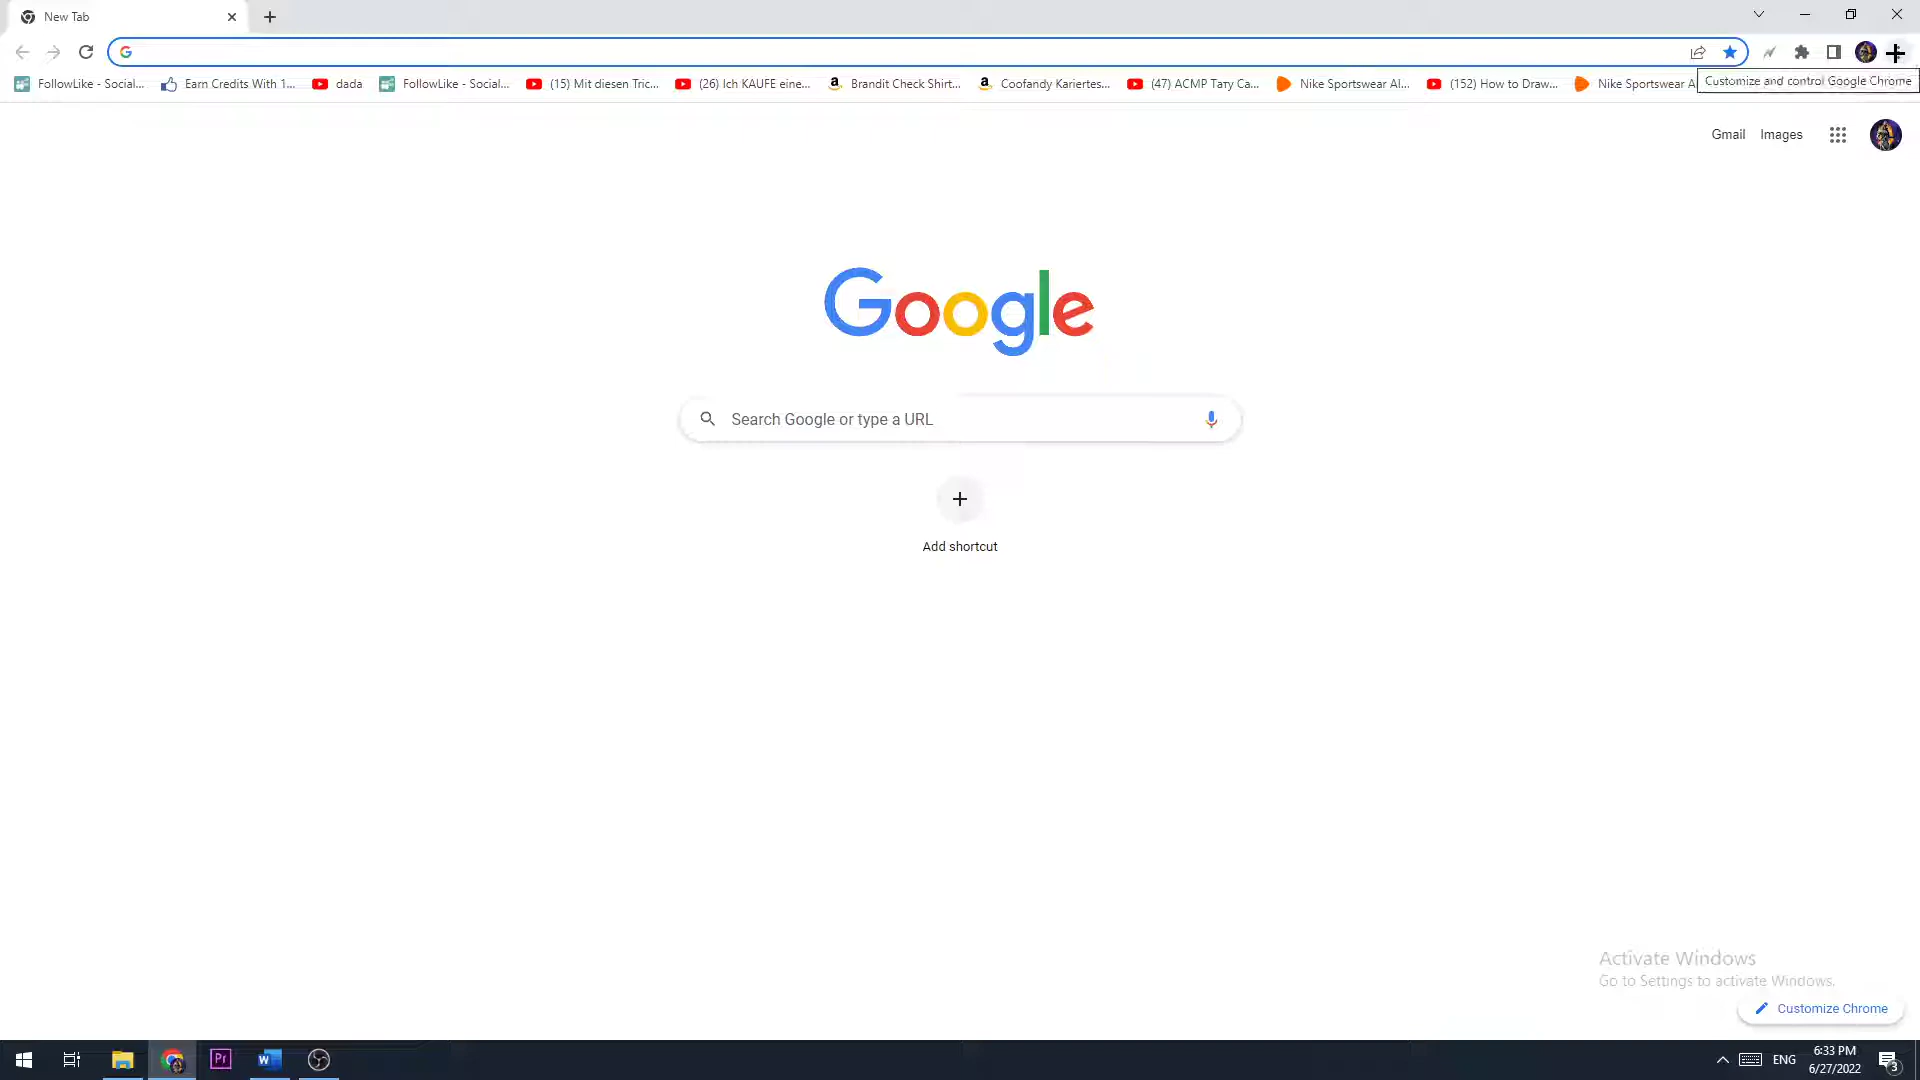 New Tab
FollowLike - Social...
Earn Credits With 1...
dada
FollowLike - Social...
(15) Mit diesen Tric...
(26) Ich KAUFE eine...
Brandit Check Shirt...
Coofandy Kariertes...
(47) ACMP Тату Ca...
Nike Sportswear Al...
(152) How to Draw...
Nike Sportswear A
Customize and control Google Chrome
Gmail
Images
Google
Search Google or type a URL
Add shortcut
Activate Windows
Go to Settings to activate Windows.
Customize Chrome
Pr
W
ENG
6:33 PM
6/27/2022
3